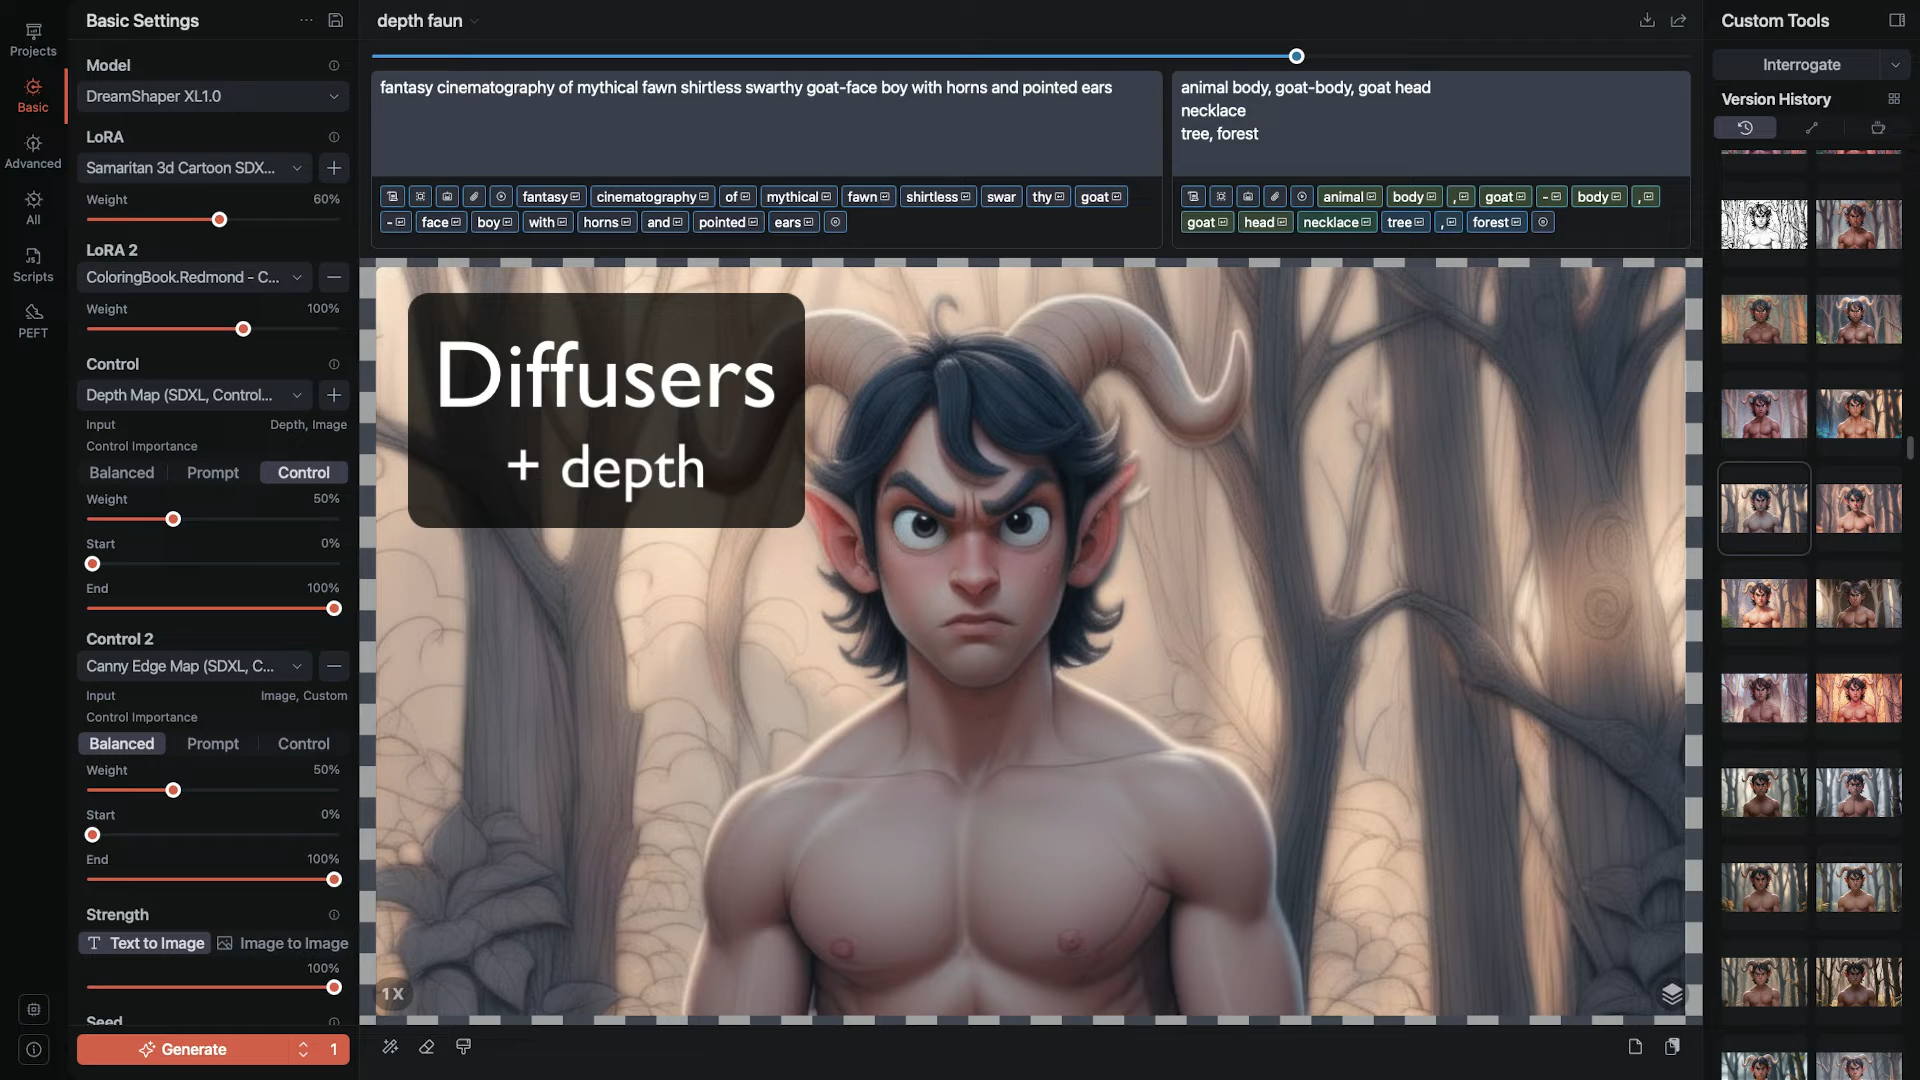 Projects
Basic
Advanced
All
Scripts
PEFT
Basic Settings
Model
DreamShaper XL1.0
LoRA
Samaritan 3d Cartoon SDX...
Weight 60%
LoRA 2
ColoringBook.Redmond - C...
Weight 100%
Control
Depth Map (SDXL, Control...
Input Depth, Image
Control Importance
Balanced Prompt Control
Weight 50%
Start 0%
End 100%
Control 2
Canny Edge Map (SDXL, C...
Input Image, Custom
Control Importance
Balanced Prompt Control
Weight 50%
Start 0%
End 100%
Strength
Text to Image Image to Image
100%
Seed
Generate 1
depth faun
fantasy cinematography of mythical fawn shirtless swarthy goat-face boy with horns and pointed ears
fantasy cinematography of mythical fawn shirtless swar thy goat
- face boy with horns and pointed ears
animal body, goat-body, goat head
necklace
tree, forest
animal body , goat - body ,
goat head necklace tree , forest
Diffusers
+ depth
1X
Custom Tools
Interrogate
Version History